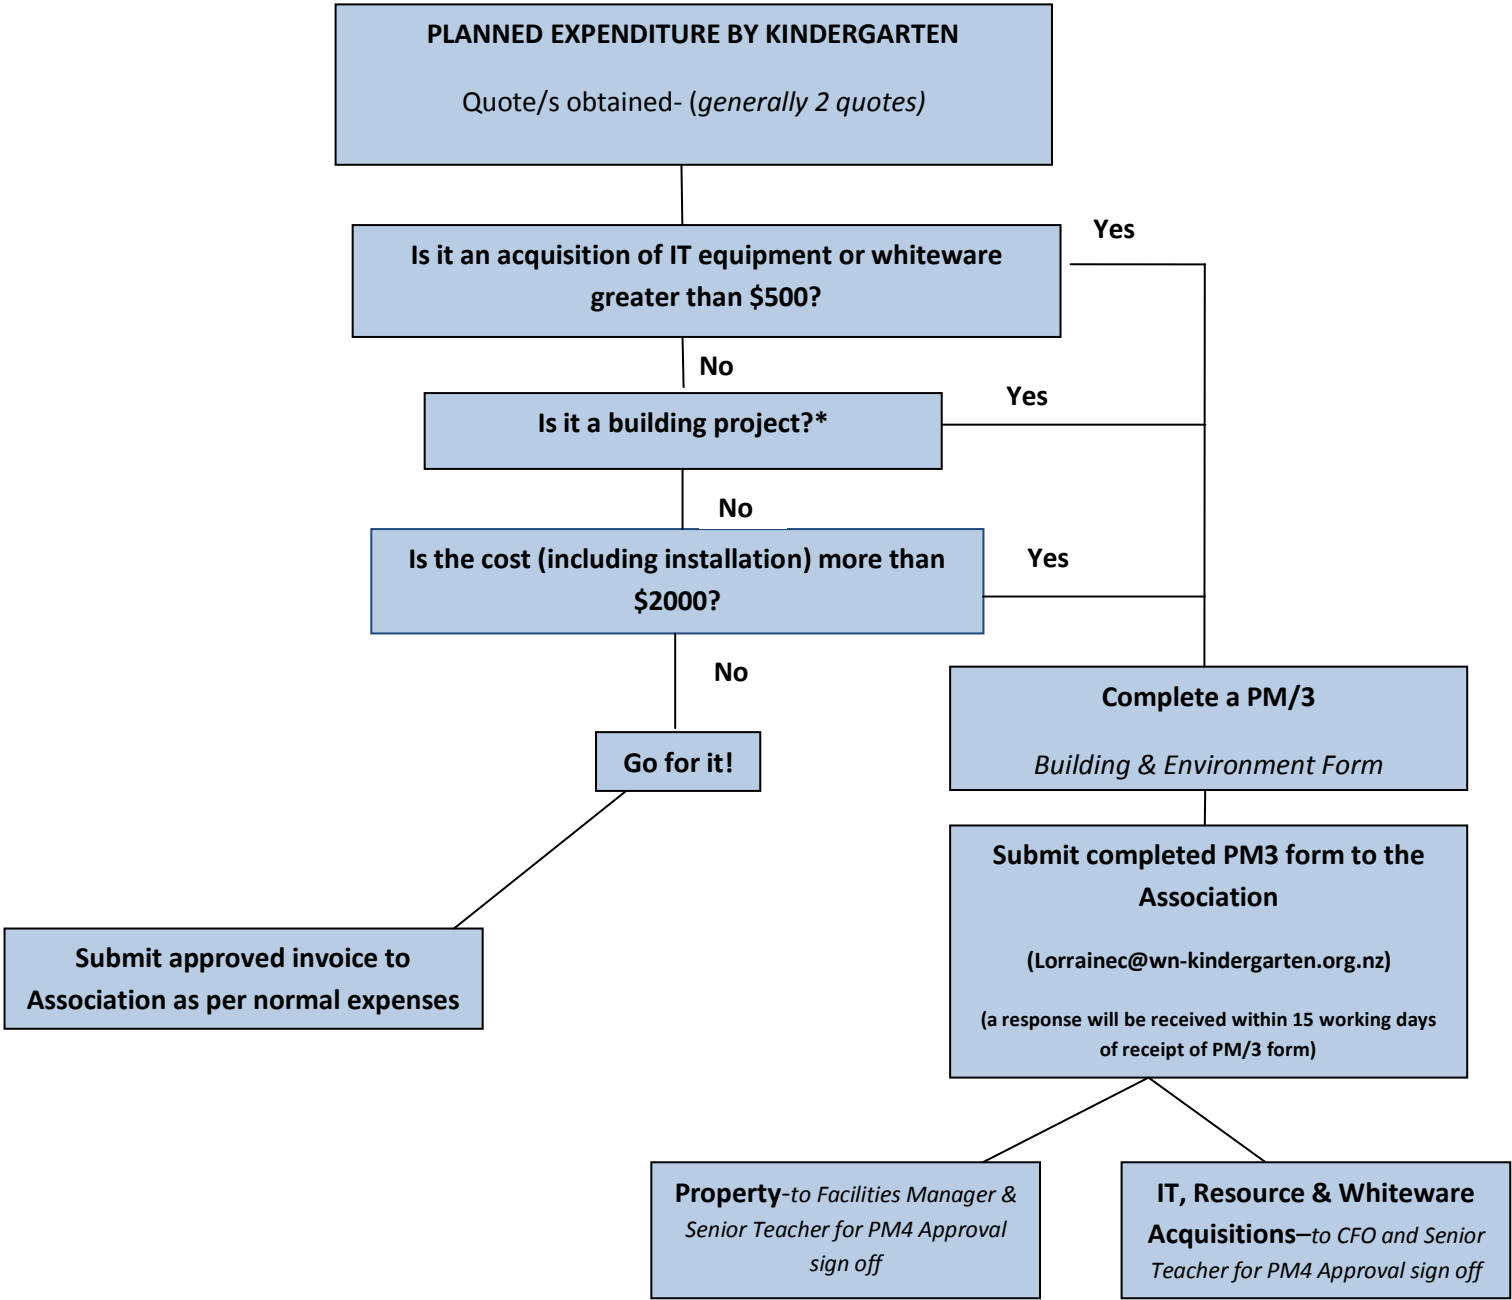 PLANNED EXPENDITURE BY KINDERGARTEN
Quote/s obtained- (generally 2 quotes)
Is it an acquisition of IT equipment or whiteware
greater than $500?
Yes
No
Is it a building project?*
Yes
No
Is the cost (including installation) more than
$2000?
Yes
No
Go for it!
Submit approved invoice to
Association as per normal expenses
Complete a PM/3
Building & Environment Form
Submit completed PM3 form to the
Association
(Lorrainec@wn-kindergarten.org.nz)
(a response will be received within 15 working days
of receipt of PM/3 form)
Property-to Facilities Manager &
Senior Teacher for PM4 Approval
sign off
IT, Resource & Whiteware
Acquisitions–to CFO and Senior
Teacher for PM4 Approval sign off